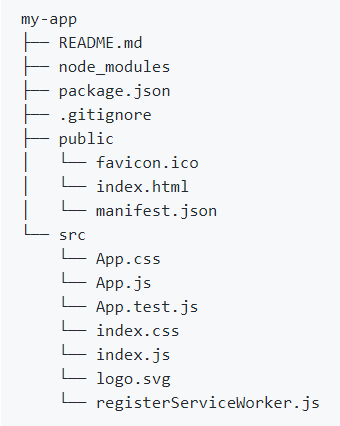 my-app
├── README.md
├── node_modules
├── package.json
├── .gitignore
├── public
│   └── favicon.ico
│   └── index.html
│   └── manifest.json
└── src
    └── App.css
    └── App.js
    └── App.test.js
    └── index.css
    └── index.js
    └── logo.svg
    └── registerServiceWorker.js